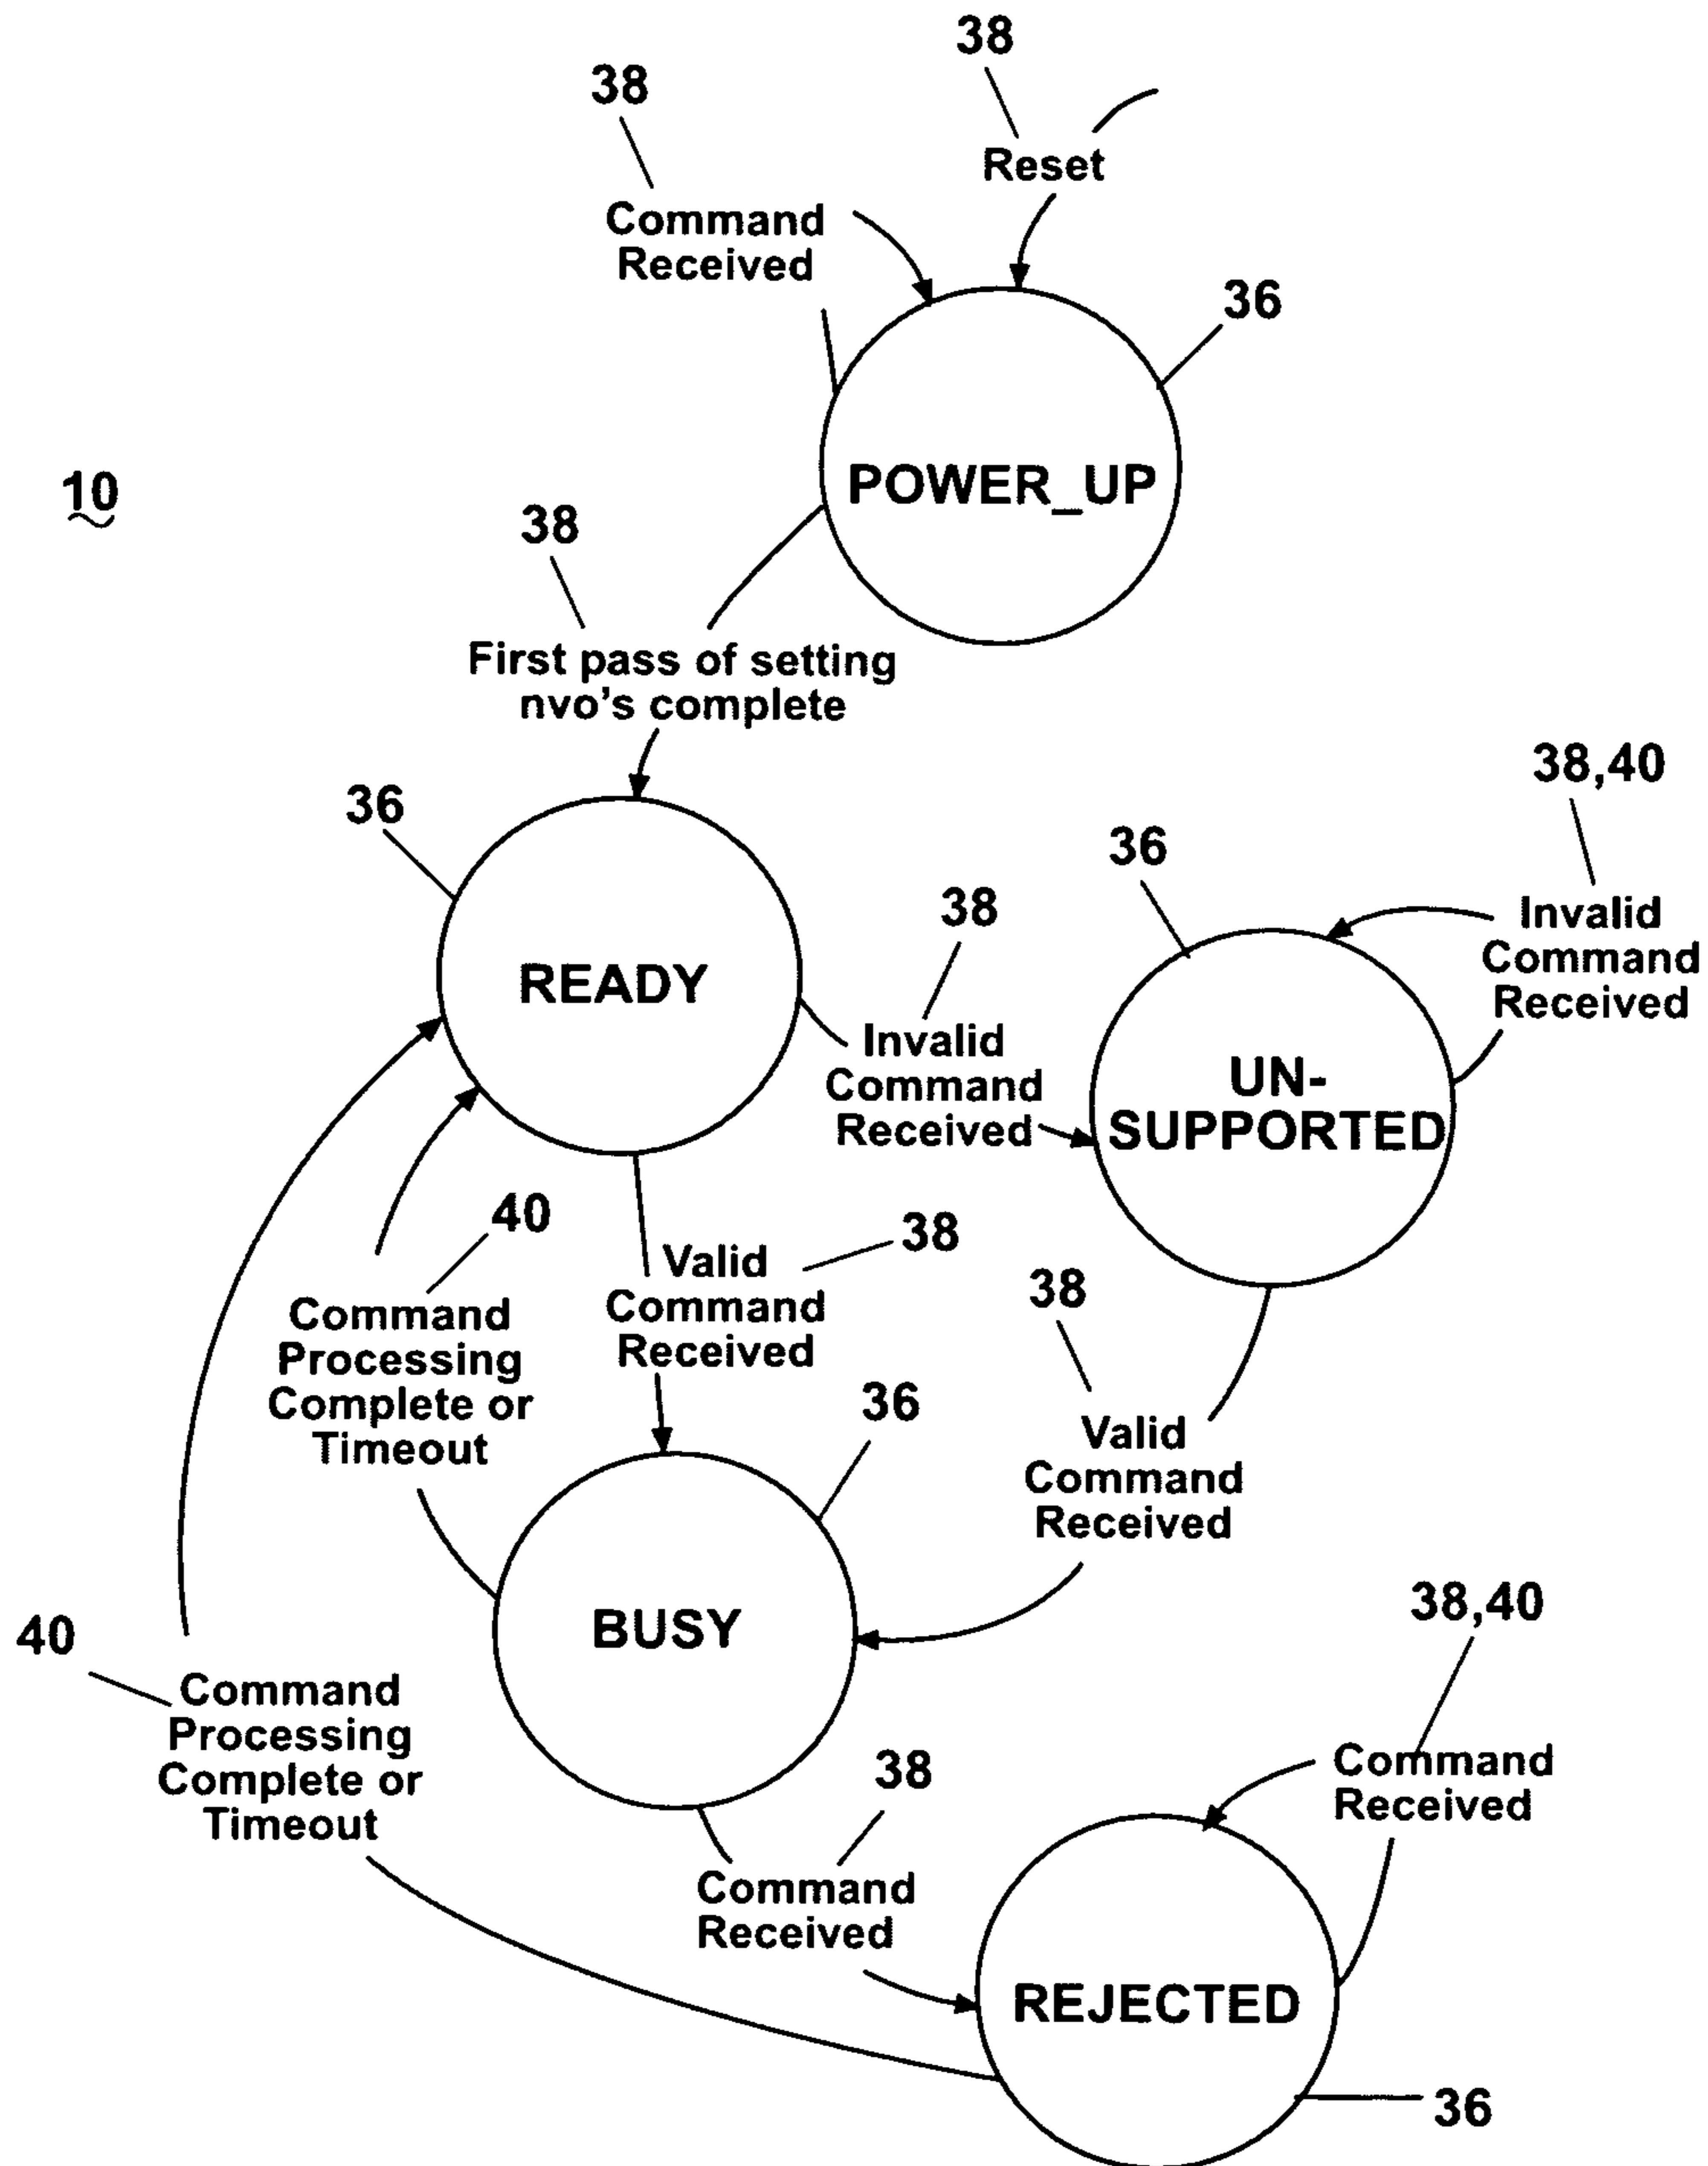 38
38
Reset
Command
Received
36
POWER_UP
10
38
First pass of setting
nvo's complete
36
READY
38
Invalid
Command
Received
36
UN-
SUPPORTED
38,40
Invalid
Command
Received
40
Command
Processing
Complete or
Timeout
38
Valid
Command
Received
38
Valid
Command
Received
36
BUSY
40
Command
Processing
Complete or
Timeout
38
Command
Received
38,40
Command
Received
REJECTED
36